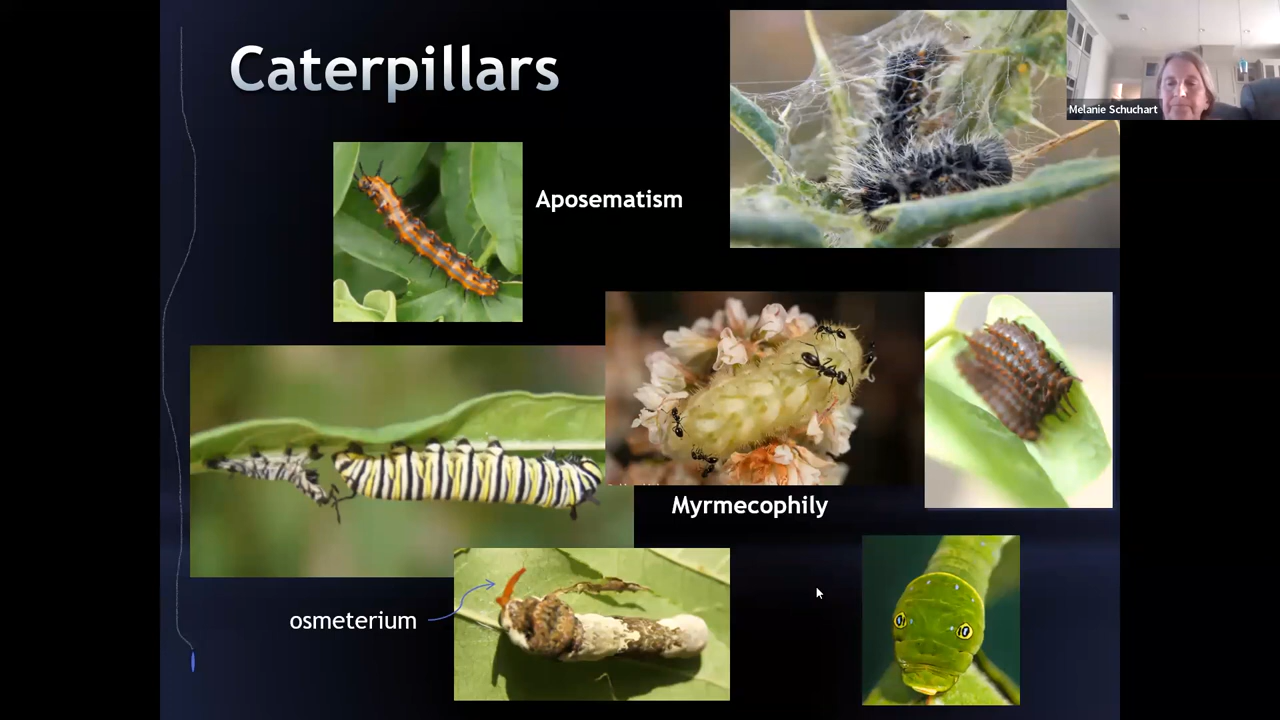 Caterpillars
Melanie Schuchart
Aposematism
Myrmecophily
osmeterium